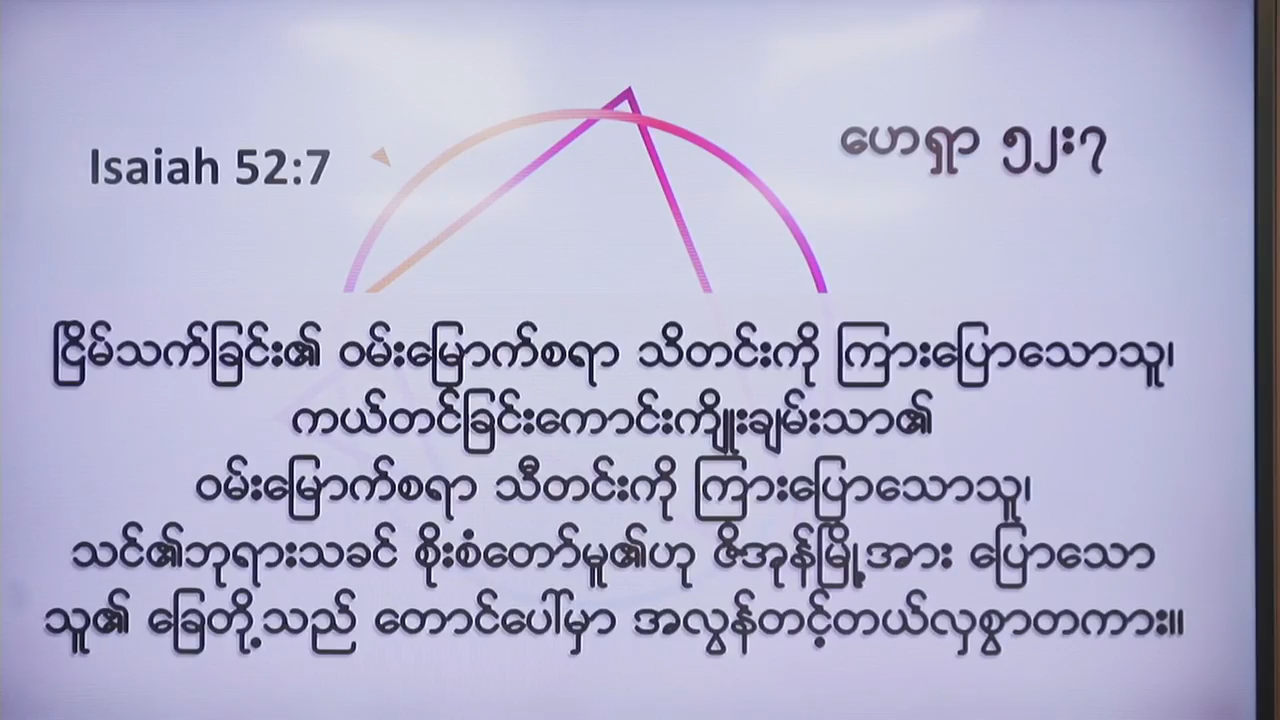 Isaiah 52:7
ဟေရှာ ၅၂း၇
ငြိမ်သက်ခြင်း၏ ဝမ်းမြောက်စရာ သိတင်းကို ကြားပြောသောသူ၊
ကယ်တင်ခြင်းကောင်းကျိုးချမ်းသာ၏
ဝမ်းမြောက်စရာ သီတင်းကို ကြားပြောသောသူ၊
သင်၏ဘုရားသခင် စိုးစံတော်မူ၏ဟု ဇိအုန်မြို့အား ပြောသော
သူ၏ ခြေတို့သည် တောင်ပေါ်မှာ အလွန်တင့်တယ်လှစွာတကား။